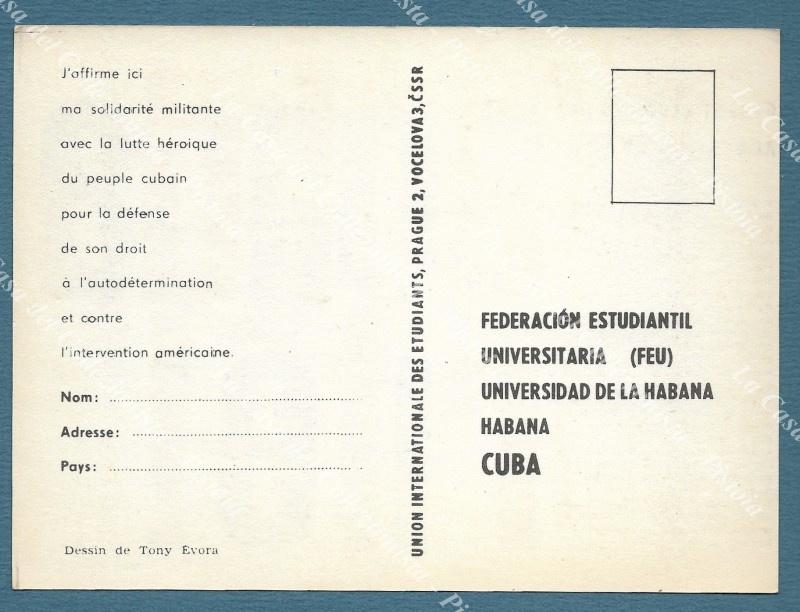 J'affirme ici
ma solidarité militante
avec la lutte héroique
du peuple cubain
pour la défense
de son droit
à l'autodétermination
et contre
l'intervention américaine.
Nom:
Adresse:
Pays:
Dessin de Tony Évora
UNION INTERNATIONALE DES ETUDIANTS, PRAGUE 2, VOCELOVA 3, ČSSR
FEDERACIÓN ESTUDIANTIL
UNIVERSITARIA (FEU)
UNIVERSIDAD DE LA HABANA
HABANA
CUBA